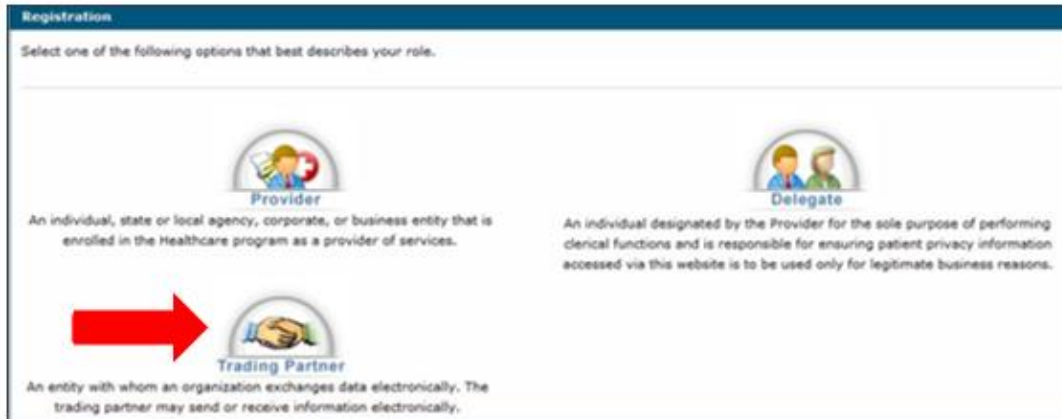 Registration
Select one of the following options that best describes your role.
Provider
An individual, state or local agency, corporate, or business entity that is
enrolled in the Healthcare program as a provider of services.
Delegate
An individual designated by the Provider for the sole purpose of performing
clerical functions and is responsible for ensuring patient privacy information
accessed via this website is to be used only for legitimate business reasons.
Trading Partner
An entity with whom an organization exchanges data electronically. The
trading partner may send or receive information electronically.